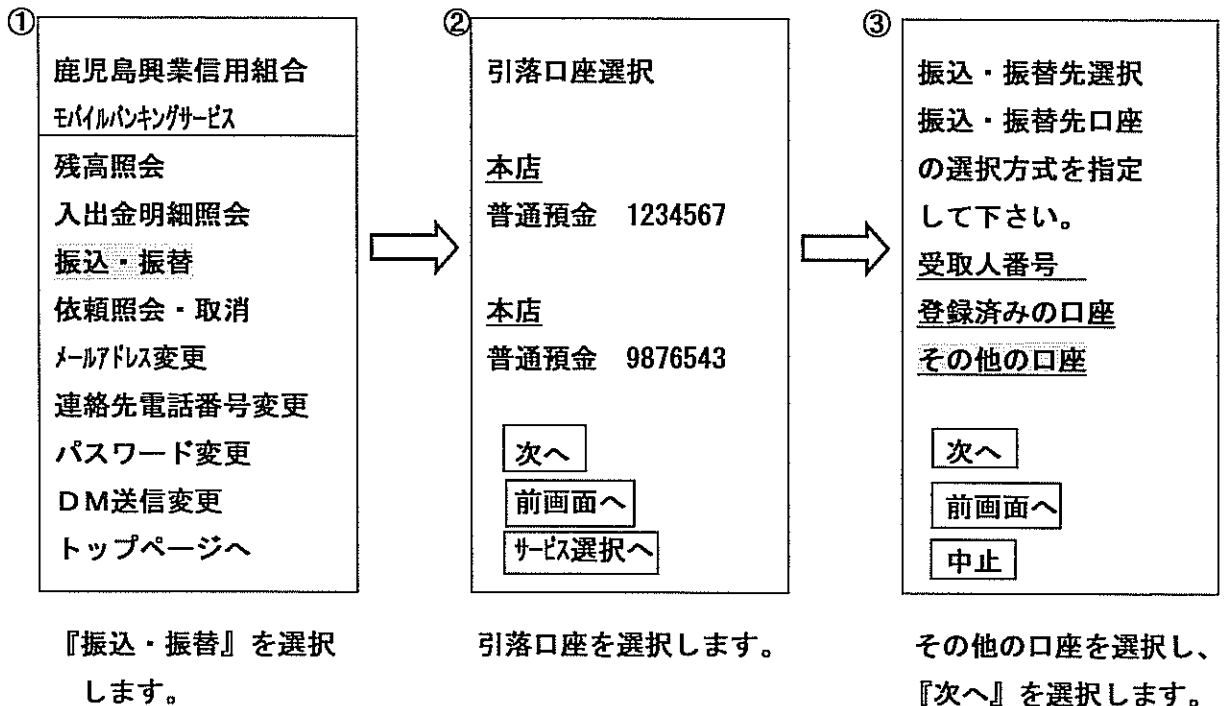 ①
鹿児島興業信用組合
モバイルバンキングサービス
残高照会
入出金明細照会
振込・振替
依頼照会・取消
メールアドレス変更
連絡先電話番号変更
パスワード変更
ＤＭ送信変更
トップページへ
『振込・振替』を選択
します。
②
引落口座選択
本店
普通預金　1234567
本店
普通預金　9876543
次へ
前画面へ
サービス選択へ
引落口座を選択します。
③
振込・振替先選択
振込・振替先口座
の選択方式を指定
して下さい。
受取人番号
登録済みの口座
その他の口座
次へ
前画面へ
中止
その他の口座を選択し、
『次へ』を選択します。